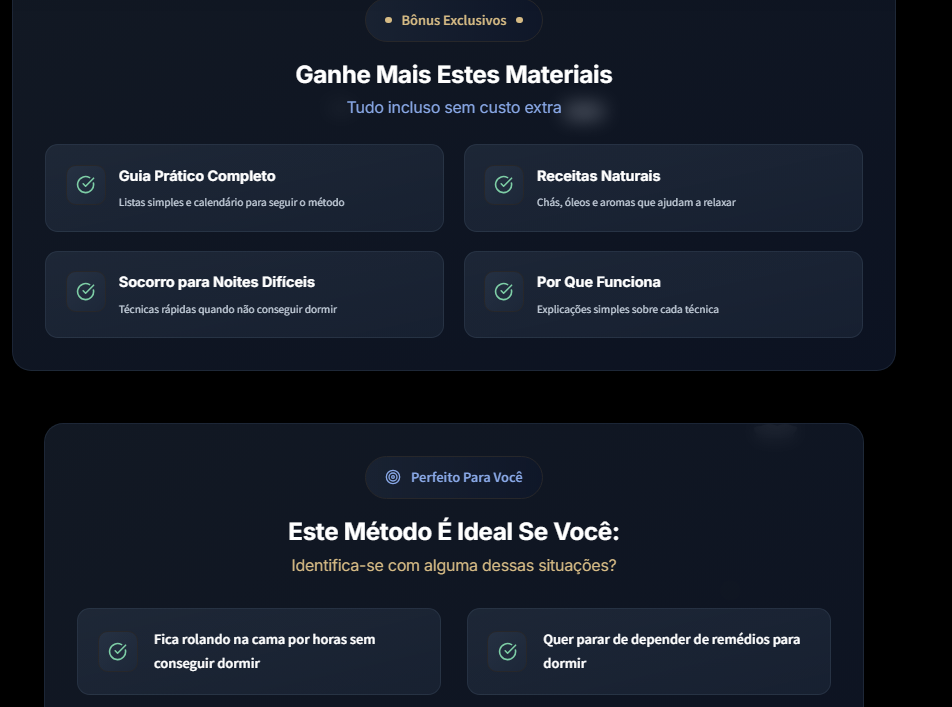 Bônus Exclusivos
Ganhe Mais Estes Materiais
Tudo incluso sem custo extra
Guia Prático Completo
Listas simples e calendário para seguir o método
Receitas Naturais
Chás, óleos e aromas que ajudam a relaxar
Socorro para Noites Difíceis
Técnicas rápidas quando não conseguir dormir
Por Que Funciona
Explicações simples sobre cada técnica
Perfeito Para Você
Este Método É Ideal Se Você:
Identifica-se com alguma dessas situações?
Fica rolando na cama por horas sem
conseguir dormir
Quer parar de depender de remédios para
dormir